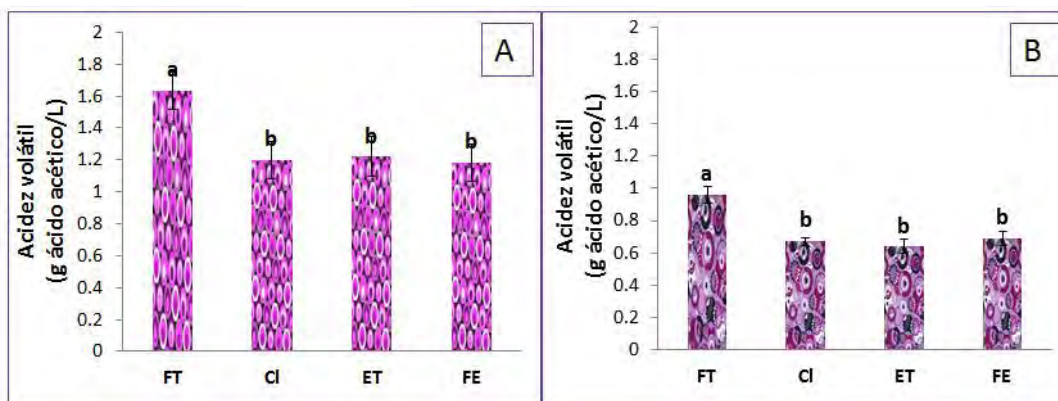 A
Acidez volátil
(g ácido acético/L)
2
1.8
1.6
1.4
1.2
1
0.8
0.6
0.4
0.2
0
a
b
b
b
FT
CI
ET
FE
B
Acidez volátil
(g ácido acético/L)
2
1.8
1.6
1.4
1.2
1
0.8
0.6
0.4
0.2
0
a
b
b
b
FT
CI
ET
FE